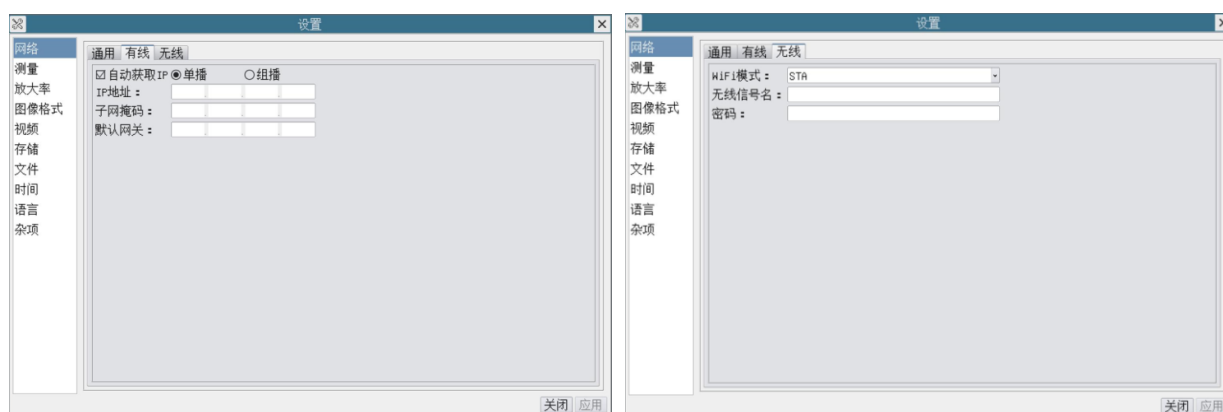 设置
网络
测量
放大率
图像格式
视频
存储
文件
时间
语言
杂项
通用 有线 无线
自动获取IP 单播 组播
IP地址：
子网掩码：
默认网关：
关闭 应用
设置
网络
测量
放大率
图像格式
视频
存储
文件
时间
语言
杂项
通用 有线 无线
WiFi模式： STA
无线信号名：
密码：
关闭 应用